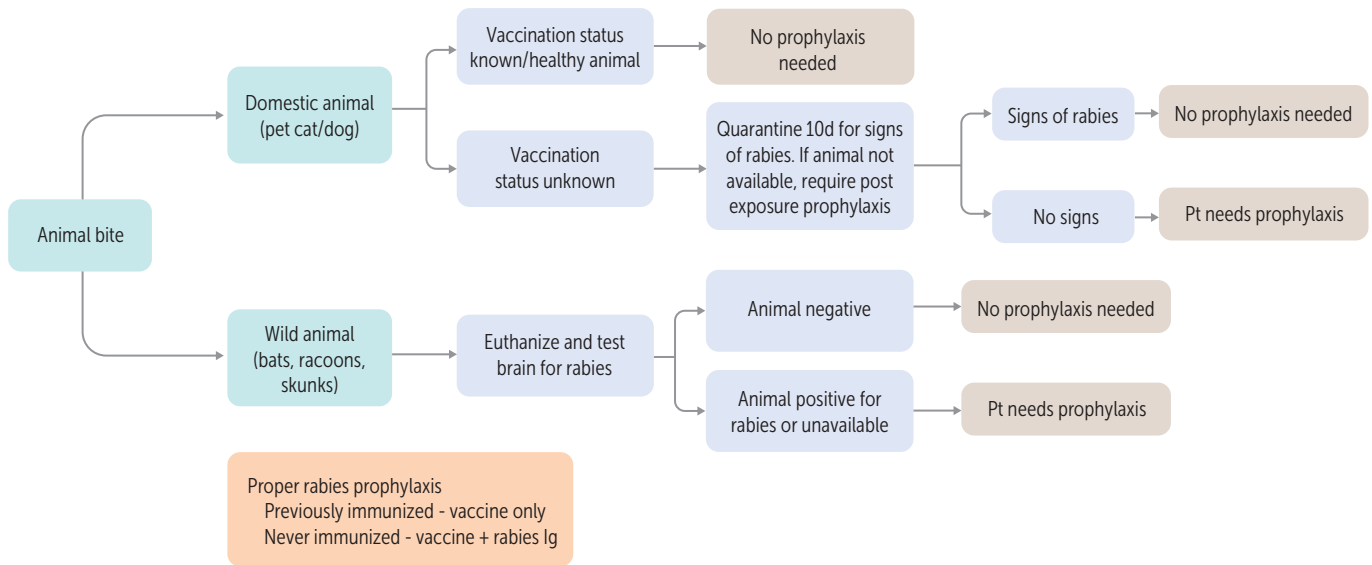 Animal bite
Domestic animal
(pet cat/dog)
Vaccination status
known/healthy animal
No prophylaxis
needed
Vaccination
status unknown
Quarantine 10d for signs
of rabies. If animal not
available, require post
exposure prophylaxis
Signs of rabies
No prophylaxis needed
No signs
Pt needs prophylaxis
Wild animal
(bats, racoons,
skunks)
Euthanize and test
brain for rabies
Animal negative
No prophylaxis needed
Animal positive for
rabies or unavailable
Pt needs prophylaxis
Proper rabies prophylaxis
Previously immunized - vaccine only
Never immunized - vaccine + rabies Ig